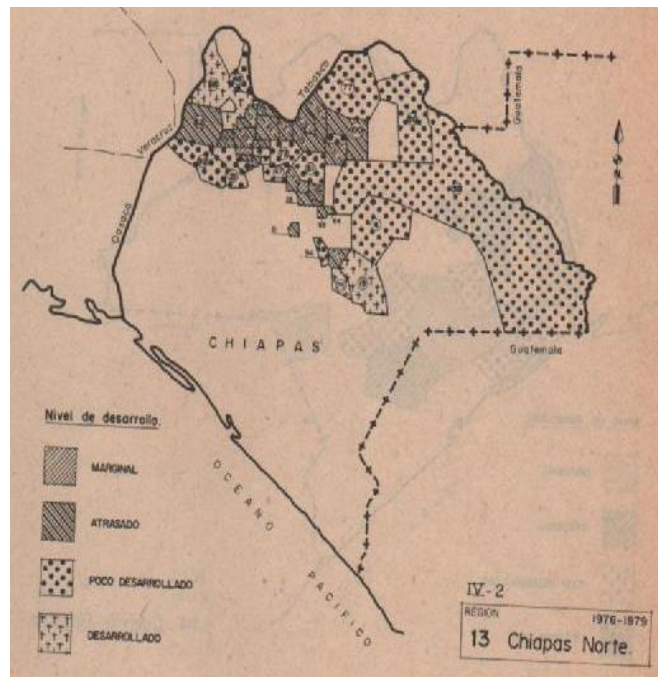 Tabasco
Guatemala
Veracruz
Oaxaca
N
CHIAPAS
Guatemala
Nivel de desarrollo.
MARGINAL
ATRASADO
POCO DESARROLLADO
DESARROLLADO
OCEANO PACIFICO
IV.-2
REGION 1976-1979
13 Chiapas Norte.